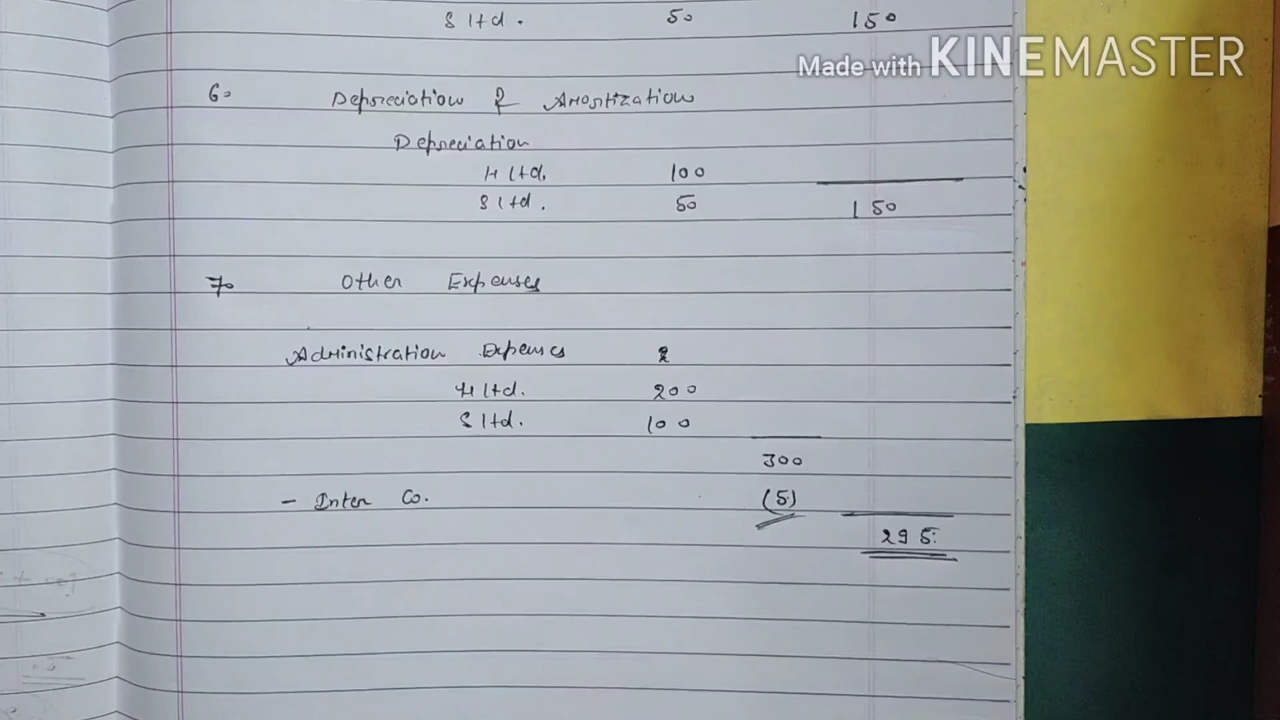 S ltd. 50 150
Made with KINEMASTER
6. Depreciation & Amortization
Depreciation
H ltd. 100
S ltd. 50 150
7. Other Expenses
Administration Expenses
H ltd. 200
S ltd. 100
300
- Inter Co. (5)
295